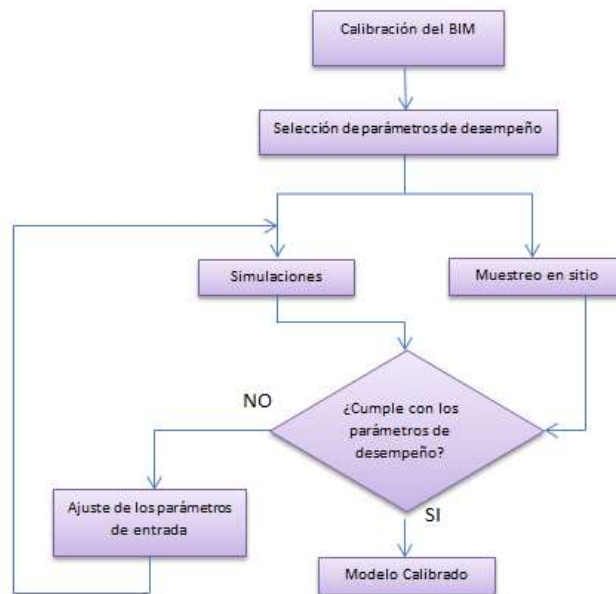 Calibración del BIM
Selección de parámetros de desempeño
Simulaciones
Muestreo en sitio
¿Cumple con los
parámetros de
desempeño?
NO
SI
Ajuste de los parámetros
de entrada
Modelo Calibrado